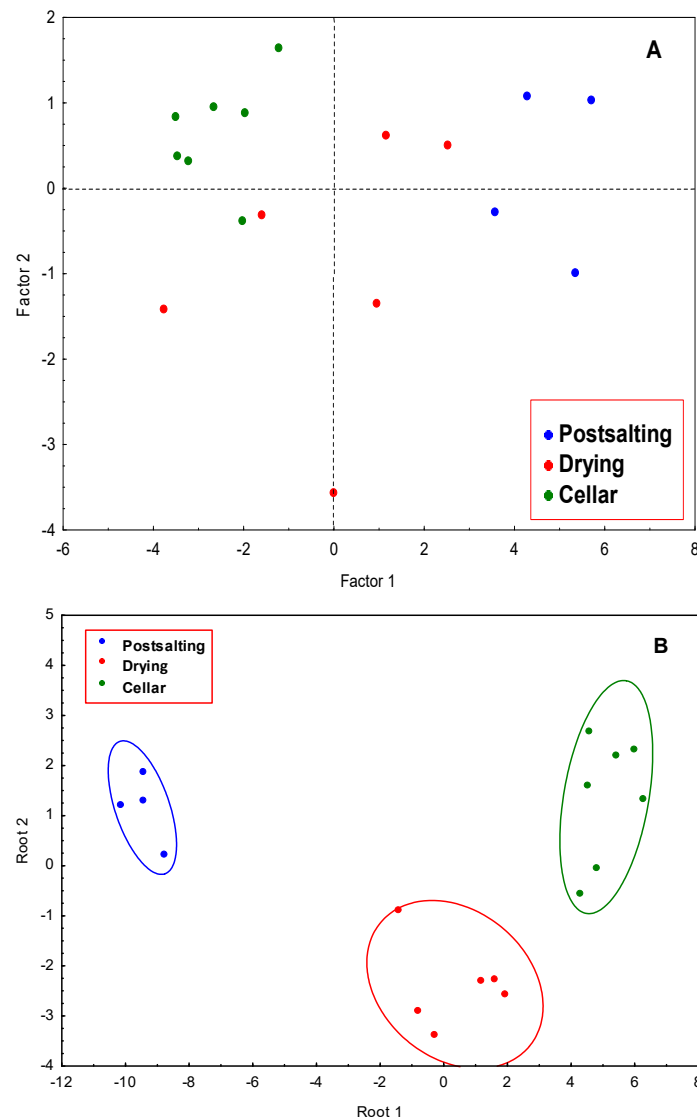 2
A
1
0
-1
-2
-3
-4
Factor 2
Postsalting
Drying
Cellar
-6 -4 -2 0 2 4 6 8
Factor 1
5
B
Postsalting
Drying
Cellar
4
3
2
1
0
-1
-2
-3
-4
Root 2
-12 -10 -8 -6 -4 -2 0 2 4 6 8
Root 1